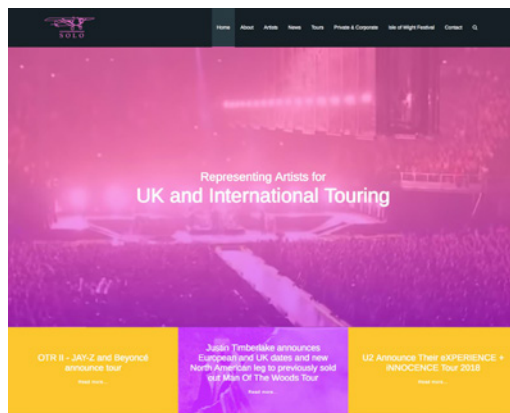 SOLO
Home About Artists News Tours Private & Corporate Isle of Wight Festival Contact
Representing Artists for
UK and International Touring
OTR II - JAY-Z and Beyoncé
announce tour
Read more...
Justin Timberlake announces
European and UK dates and new
North American leg to previously sold
out Man Of The Woods Tour
Read more...
U2 Announce Their eXPERIENCE +
iNNOCENCE Tour 2018
Read more...